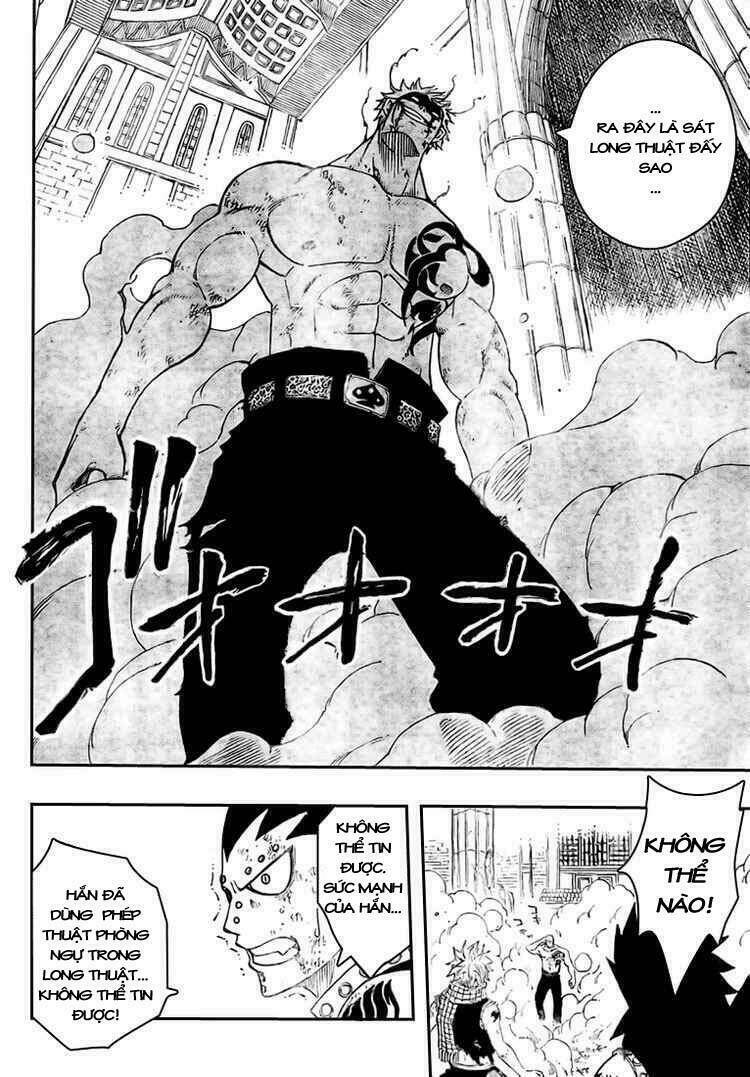 ...
RA ĐÂY LÀ SÁT
LONG THUẬT ĐẤY
SAO
...
ブオオオオ
KHÔNG
THỂ
NÀO!
KHÔNG
THỂ TIN
ĐƯỢC.
SỨC MẠNH
CỦA HẮN...
HẮN ĐÃ
DÙNG PHÉP
THUẬT PHÒNG
NGỰ TRONG
LONG THUẬT...
KHÔNG THỂ TIN
ĐƯỢC!